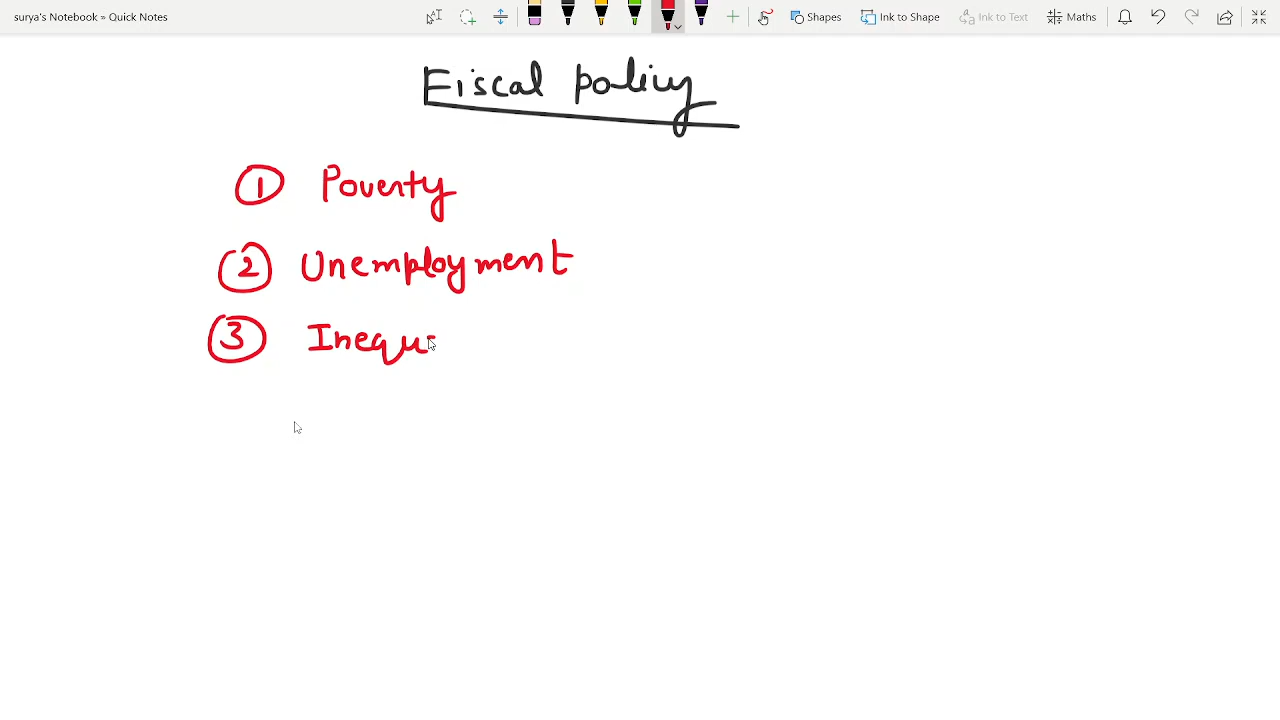 surya's Notebook » Quick Notes
Shapes Ink to Shape Ink to Text Maths
Fiscal policy
1 Poverty
2 Unemployment
3 Inequ